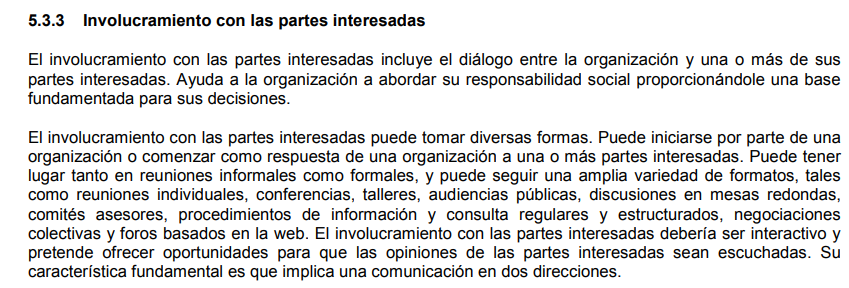 5.3.3 Involucramiento con las partes interesadas
El involucramiento con las partes interesadas incluye el diálogo entre la organización y una o más de sus
partes interesadas. Ayuda a la organización a abordar su responsabilidad social proporcionándole una base
fundamentada para sus decisiones.
El involucramiento con las partes interesadas puede tomar diversas formas. Puede iniciarse por parte de una
organización o comenzar como respuesta de una organización a una o más partes interesadas. Puede tener
lugar tanto en reuniones informales como formales, y puede seguir una amplia variedad de formatos, tales
como reuniones individuales, conferencias, talleres, audiencias públicas, discusiones en mesas redondas,
comités asesores, procedimientos de información y consulta regulares y estructurados, negociaciones
colectivas y foros basados en la web. El involucramiento con las partes interesadas debería ser interactivo y
pretende ofrecer oportunidades para que las opiniones de las partes interesadas sean escuchadas. Su
característica fundamental es que implica una comunicación en dos direcciones.